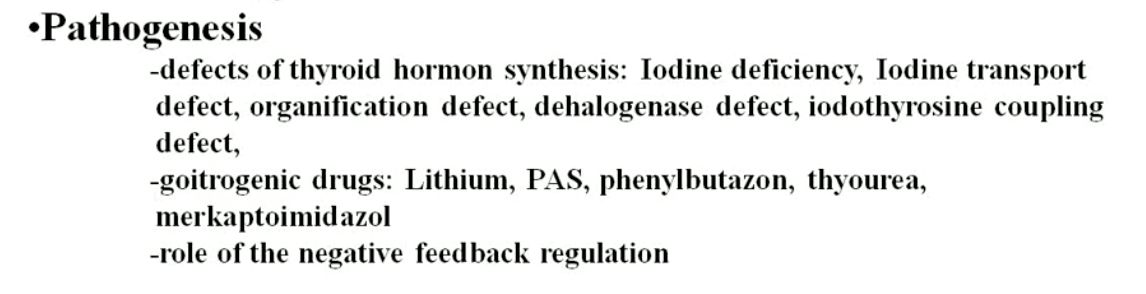 •Pathogenesis
-defects of thyroid hormon synthesis: Iodine deficiency, Iodine transport
defect, organification defect, dehalogenase defect, iodothyrosine coupling
defect,
-goitrogenic drugs: Lithium, PAS, phenylbutazon, thyourea,
merkaptoimidazol
-role of the negative feedback regulation